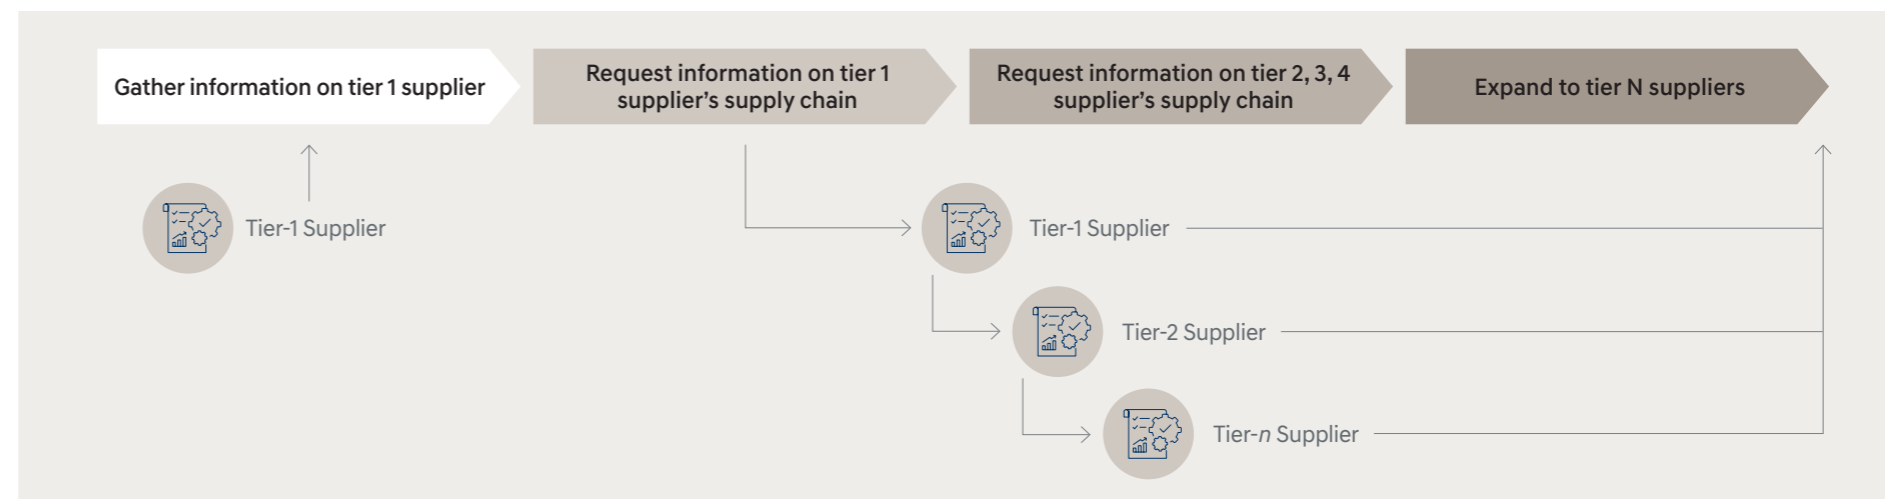 Gather information on tier 1 supplier
Request information on tier 1
supplier’s supply chain
Request information on tier 2, 3, 4
supplier’s supply chain
Expand to tier N suppliers
Tier-1 Supplier
Tier-1 Supplier
Tier-2 Supplier
Tier-n Supplier